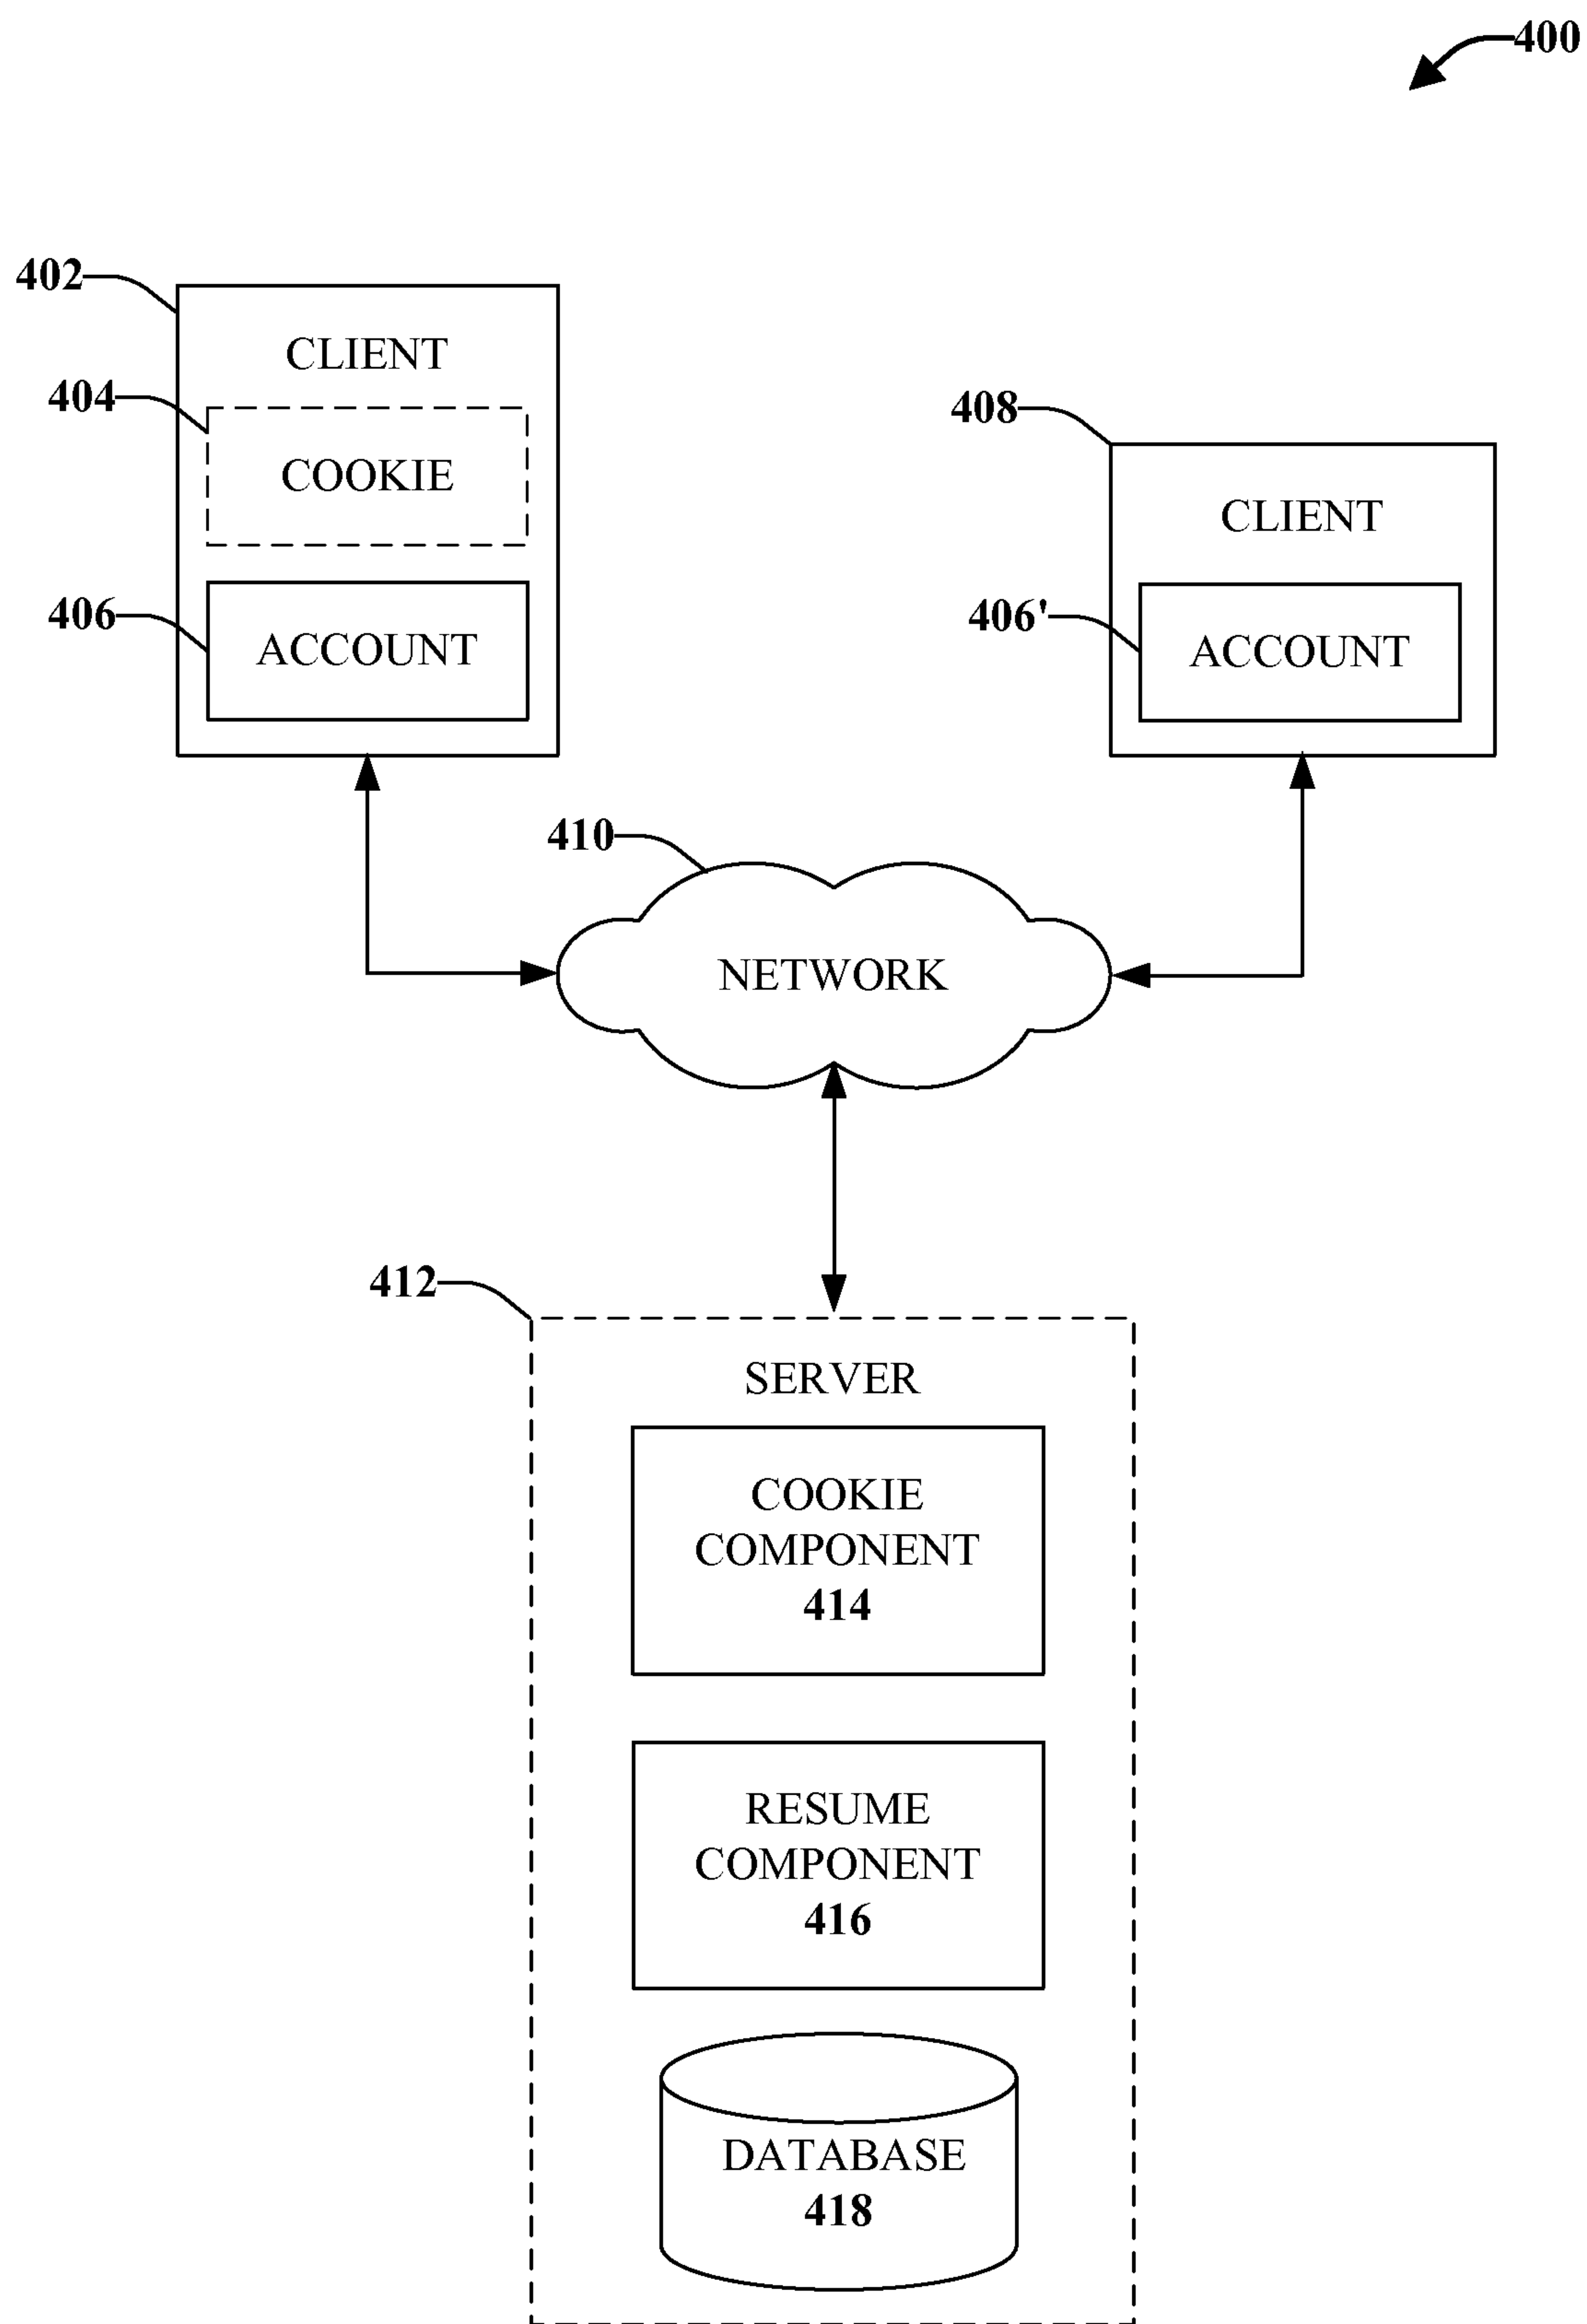 400
402
CLIENT
404
COOKIE
406
ACCOUNT
408
CLIENT
406'
ACCOUNT
410
NETWORK
412
SERVER
COOKIE
COMPONENT
414
RESUME
COMPONENT
416
DATABASE
418